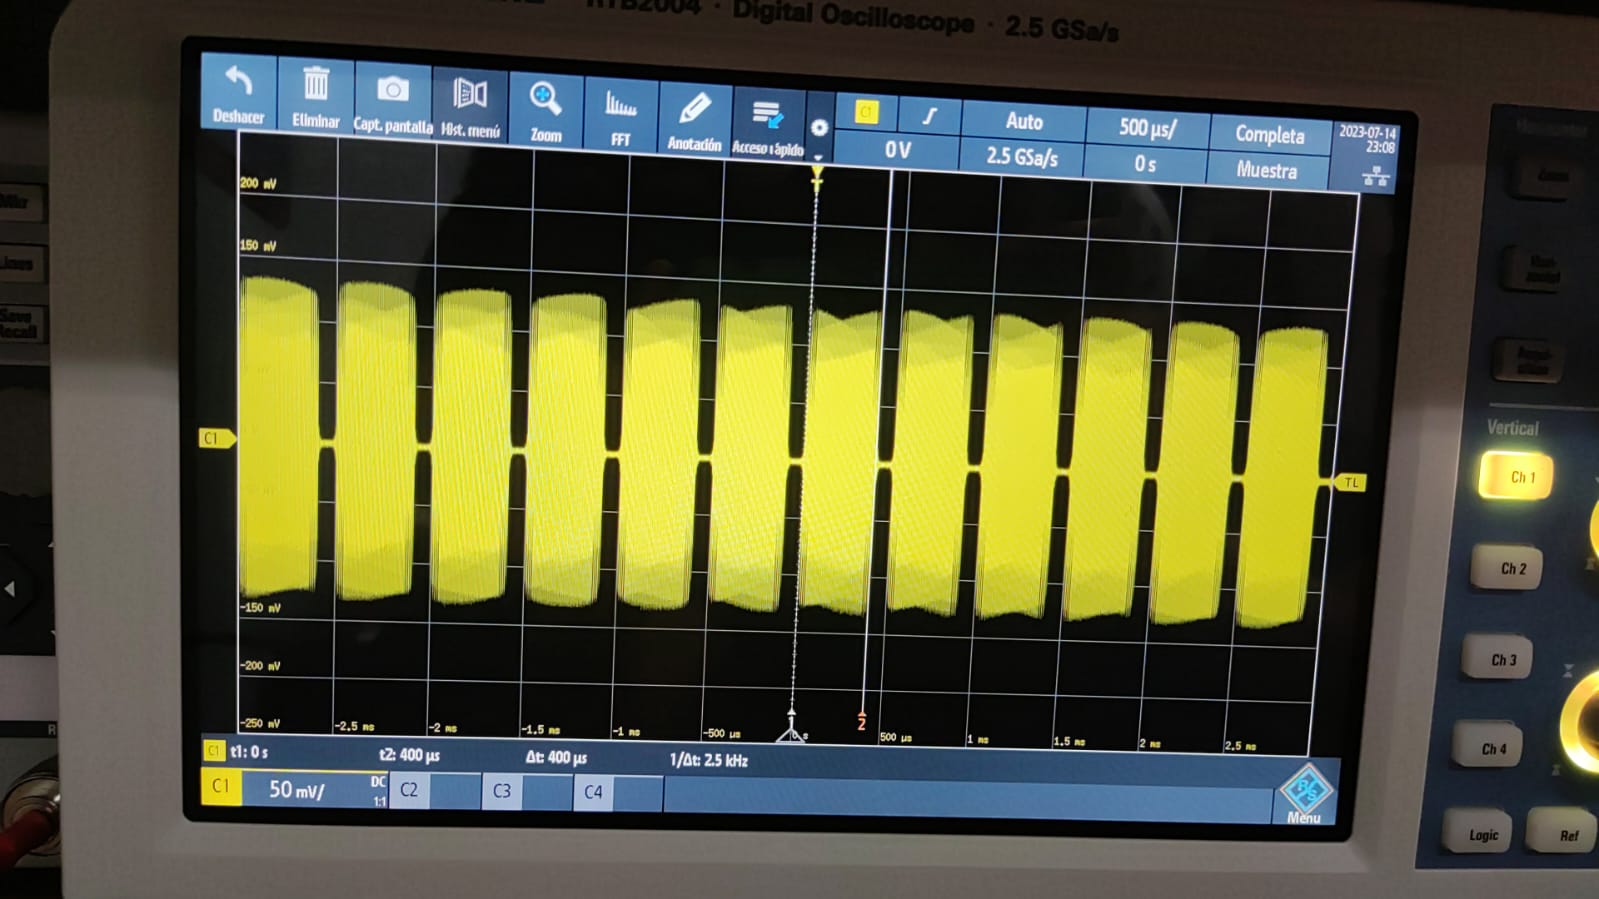 RTB2004 · Digital Oscilloscope · 2.5 GSa/s
Deshacer
Eliminar
Capt. pantalla
Hist. menú
Zoom
FFT
Anotación
Acceso rápido
C1
0 V
Auto
2.5 GSa/s
500 µs/
0 s
Completa
Muestra
2023-07-14
23:08
T
200 mV
150 mV
C1
TL
-150 mV
-200 mV
-250 mV
-2.5 ms
-2 ms
-1.5 ms
-1 ms
-500 µs
1
0 s
2
500 µs
1 ms
1.5 ms
2 ms
2.5 ms
C1 t1: 0 s t2: 400 µs Δt: 400 µs 1/Δt: 2.5 kHz
C1 50 mV/ DC 1:1 C2 C3 C4
R/S
Menu
Save
Recall
Vertical
Ch 1
Ch 2
Ch 3
Ch 4
Logic
Ref